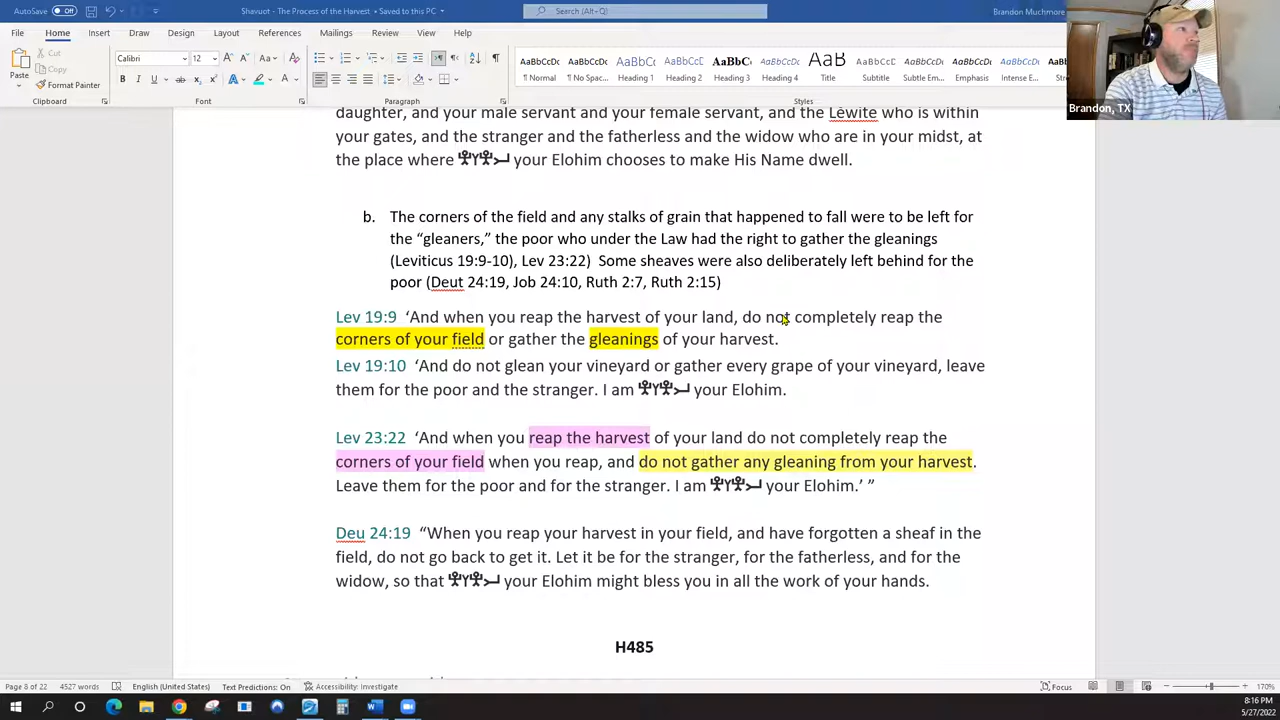 AutoSave Off Shavuot - The Process of the Harvest • Saved to this PC Search (Alt+Q) Brandon Muchmore
File Home Insert Draw Design Layout References Mailings Review View Help
Paste Cut Copy Format Painter Calibri 12
Clipboard Font Paragraph Styles
¶ Normal ¶ No Spac... Heading 1 Heading 2 Heading 4 Title Subtitle Subtle Em... Emphasis Intense E...
Brandon, TX
daughter, and your male servant and your female servant, and the Lēwite who is within
your gates, and the stranger and the fatherless and the widow who are in your midst, at
the place where 𐤉𐤄𐤅𐤄 your Elohim chooses to make His Name dwell.
b. The corners of the field and any stalks of grain that happened to fall were to be left for
the “gleaners,” the poor who under the Law had the right to gather the gleanings
(Leviticus 19:9-10), Lev 23:22) Some sheaves were also deliberately left behind for the
poor (Deut 24:19, Job 24:10, Ruth 2:7, Ruth 2:15)
Lev 19:9 ‘And when you reap the harvest of your land, do not completely reap the
corners of your field or gather the gleanings of your harvest.
Lev 19:10 ‘And do not glean your vineyard or gather every grape of your vineyard, leave
them for the poor and the stranger. I am 𐤉𐤄𐤅𐤄 your Elohim.
Lev 23:22 ‘And when you reap the harvest of your land do not completely reap the
corners of your field when you reap, and do not gather any gleaning from your harvest.
Leave them for the poor and for the stranger. I am 𐤉𐤄𐤅𐤄 your Elohim.’ ”
Deu 24:19 “When you reap your harvest in your field, and have forgotten a sheaf in the
field, do not go back to get it. Let it be for the stranger, for the fatherless, and for the
widow, so that 𐤉𐤄𐤅𐤄 your Elohim might bless you in all the work of your hands.
H485
Page 8 of 22 4527 words English (United States) Text Predictions: On Accessibility: Investigate Focus 170%
8:16 PM
5/27/2022